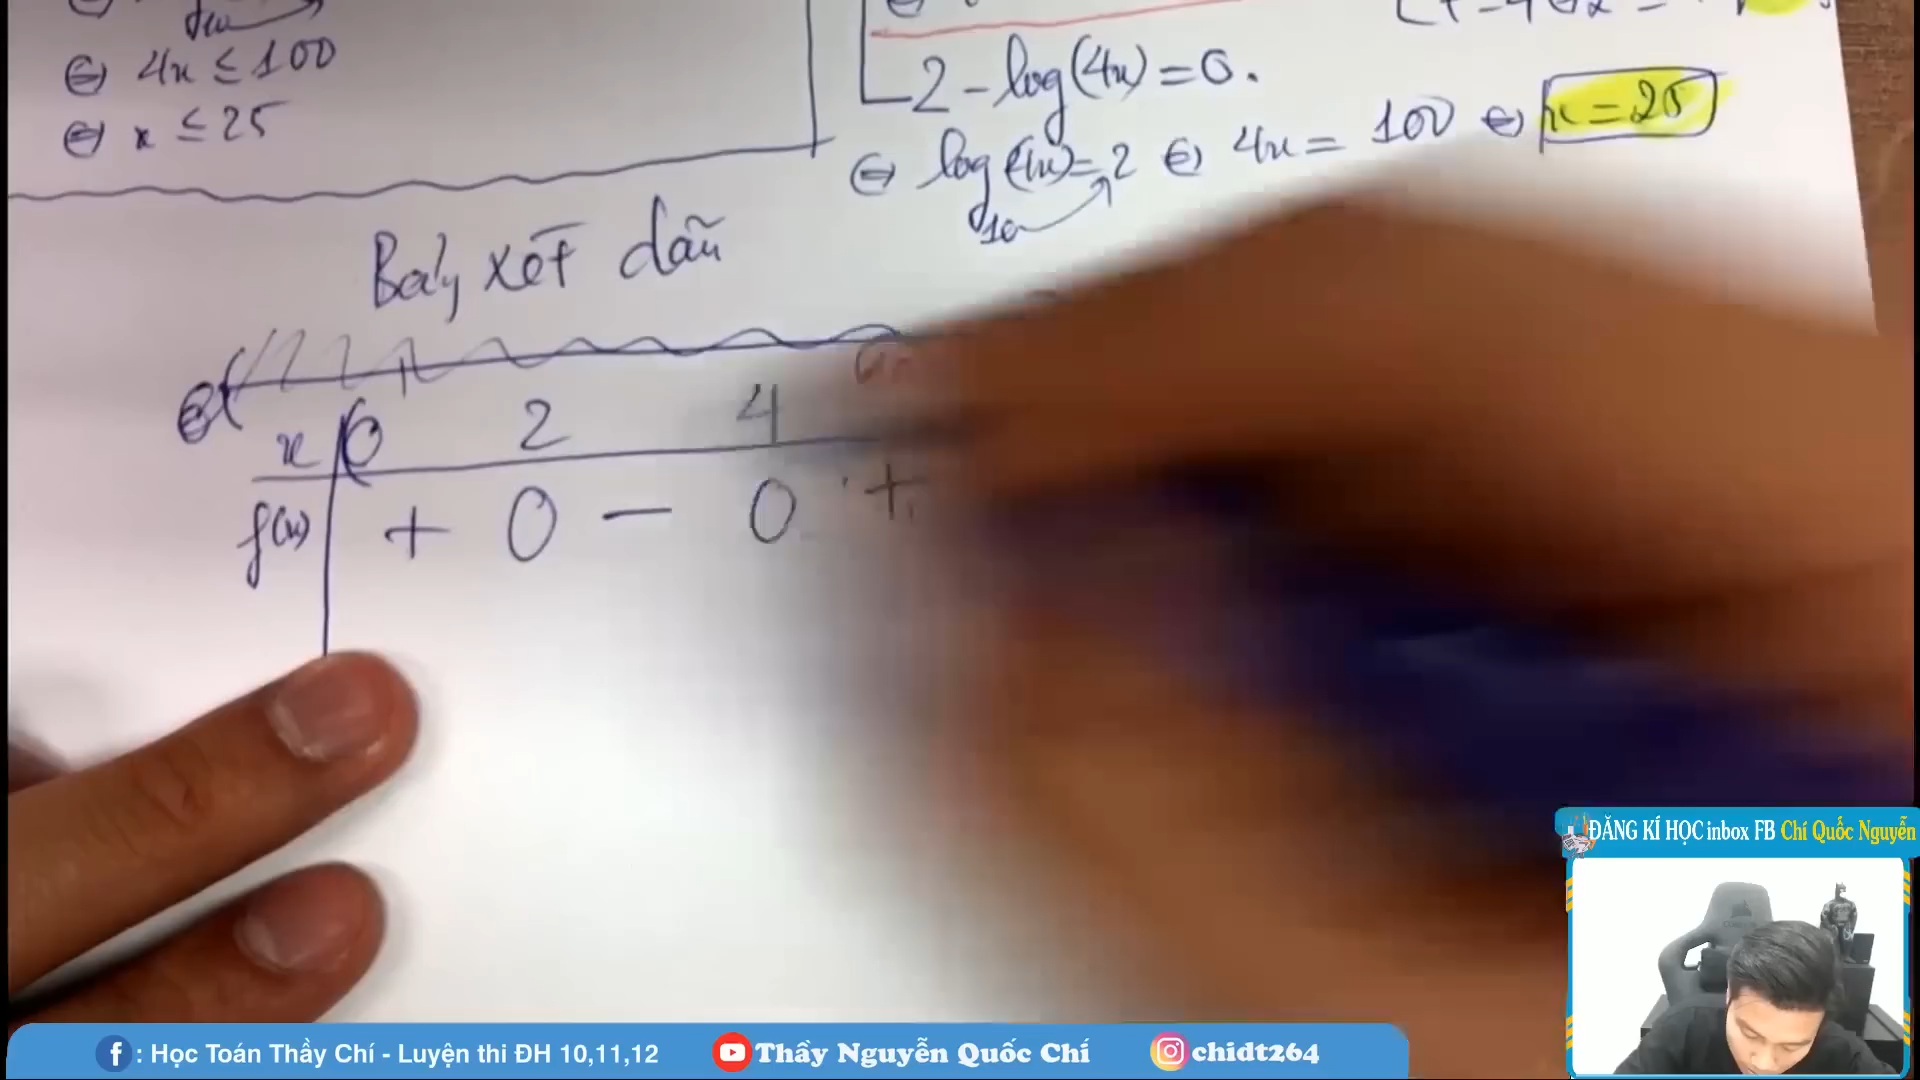 ⇔ 4x ≤ 100
⇔ x ≤ 25
2 - log(4x) = 0.
⇔ log(4x) = 2 ⇔ 4x = 100 ⇔ x = 25
10
Bảng xét dấu
x 0 2 4
f(x) + 0 - 0 +
ĐĂNG KÍ HỌC inbox FB Chí Quốc Nguyễn
: Học Toán Thầy Chí - Luyện thi ĐH 10,11,12
Thầy Nguyễn Quốc Chí
chidt264